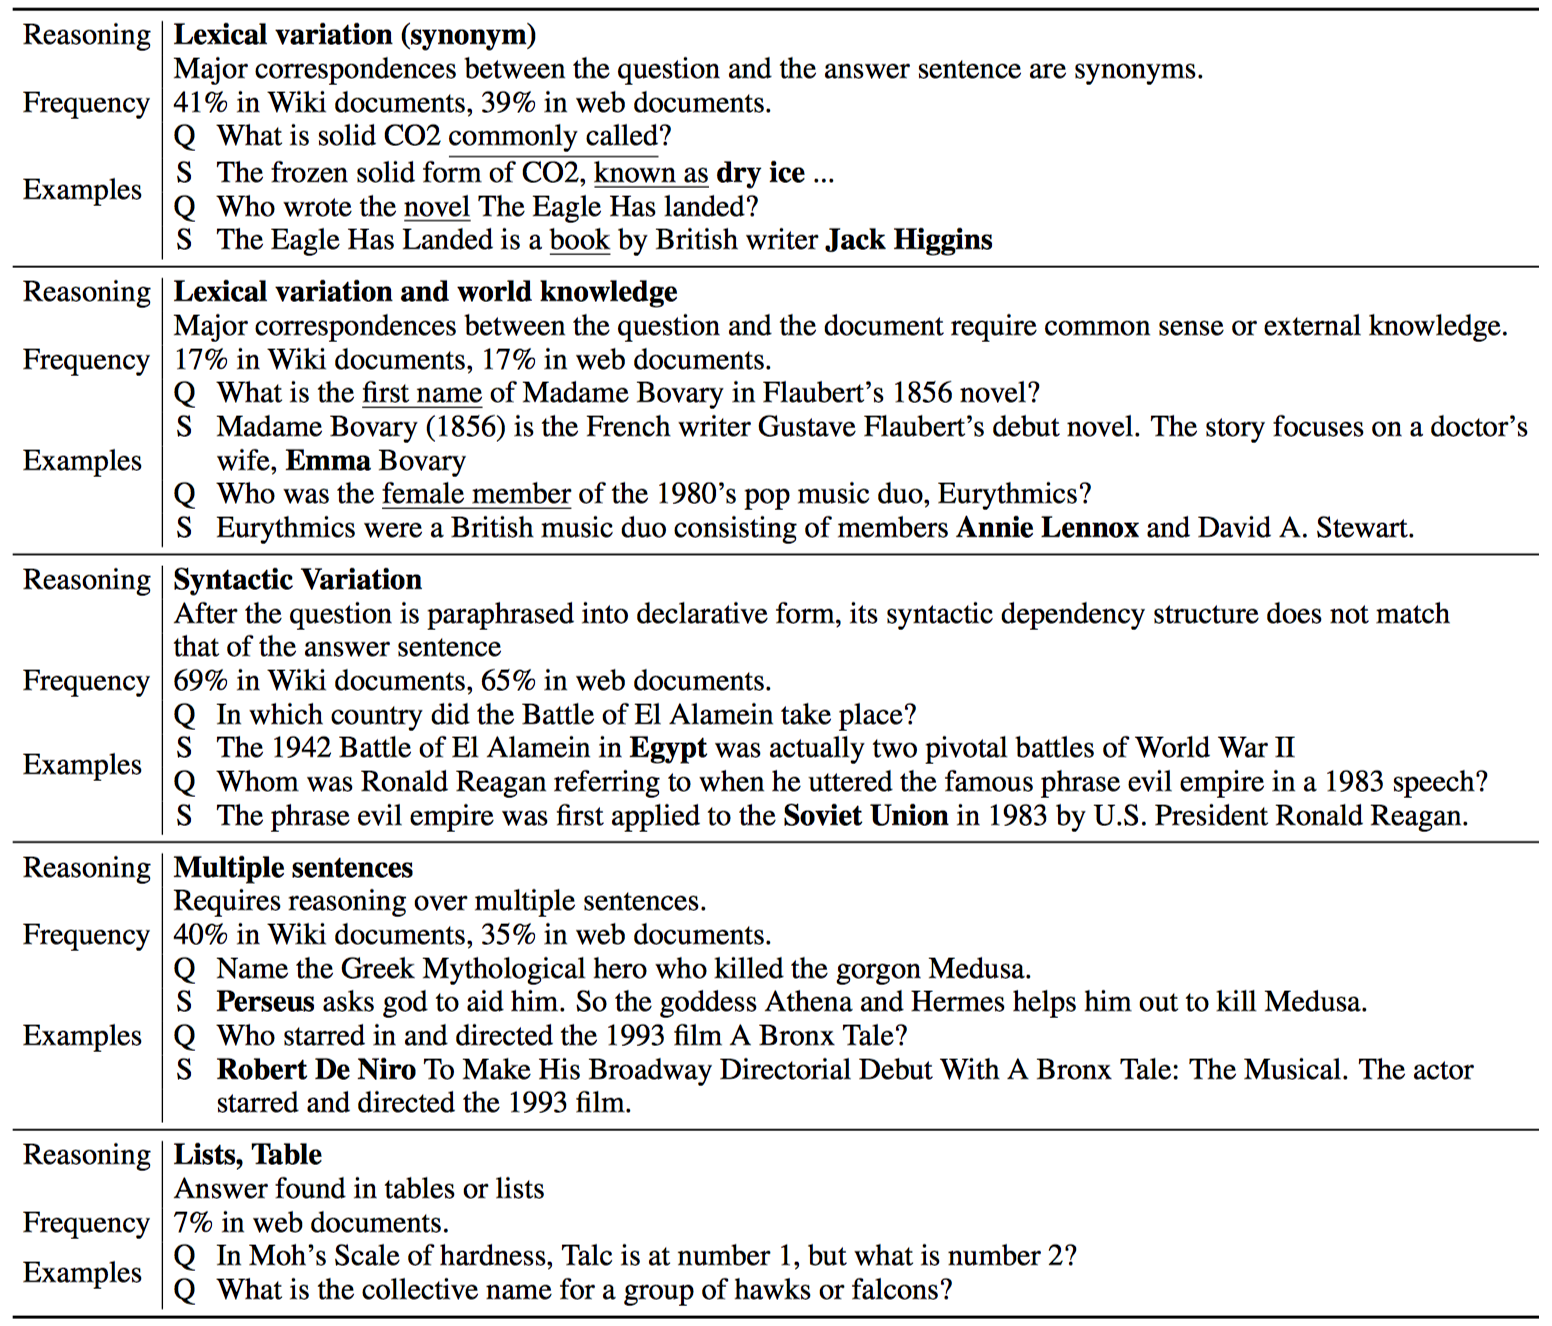 Reasoning Lexical variation (synonym)
Major correspondences between the question and the answer sentence are synonyms.
Frequency 41% in Wiki documents, 39% in web documents.
Q What is solid CO2 commonly called?
S The frozen solid form of CO2, known as dry ice ...
Examples
Q Who wrote the novel The Eagle Has landed?
S The Eagle Has Landed is a book by British writer Jack Higgins
Reasoning Lexical variation and world knowledge
Major correspondences between the question and the document require common sense or external knowledge.
Frequency 17% in Wiki documents, 17% in web documents.
Q What is the first name of Madame Bovary in Flaubert's 1856 novel?
S Madame Bovary (1856) is the French writer Gustave Flaubert's debut novel. The story focuses on a doctor's
Examples wife, Emma Bovary
Q Who was the female member of the 1980's pop music duo, Eurythmics?
S Eurythmics were a British music duo consisting of members Annie Lennox and David A. Stewart.
Reasoning Syntactic Variation
After the question is paraphrased into declarative form, its syntactic dependency structure does not match
that of the answer sentence
Frequency 69% in Wiki documents, 65% in web documents.
Q In which country did the Battle of El Alamein take place?
S The 1942 Battle of El Alamein in Egypt was actually two pivotal battles of World War II
Examples
Q Whom was Ronald Reagan referring to when he uttered the famous phrase evil empire in a 1983 speech?
S The phrase evil empire was first applied to the Soviet Union in 1983 by U.S. President Ronald Reagan.
Reasoning Multiple sentences
Requires reasoning over multiple sentences.
Frequency 40% in Wiki documents, 35% in web documents.
Q Name the Greek Mythological hero who killed the gorgon Medusa.
S Perseus asks god to aid him. So the goddess Athena and Hermes helps him out to kill Medusa.
Examples Q Who starred in and directed the 1993 film A Bronx Tale?
S Robert De Niro To Make His Broadway Directorial Debut With A Bronx Tale: The Musical. The actor
starred and directed the 1993 film.
Reasoning Lists, Table
Answer found in tables or lists
Frequency 7% in web documents.
Q In Moh's Scale of hardness, Talc is at number 1, but what is number 2?
Examples
Q What is the collective name for a group of hawks or falcons?